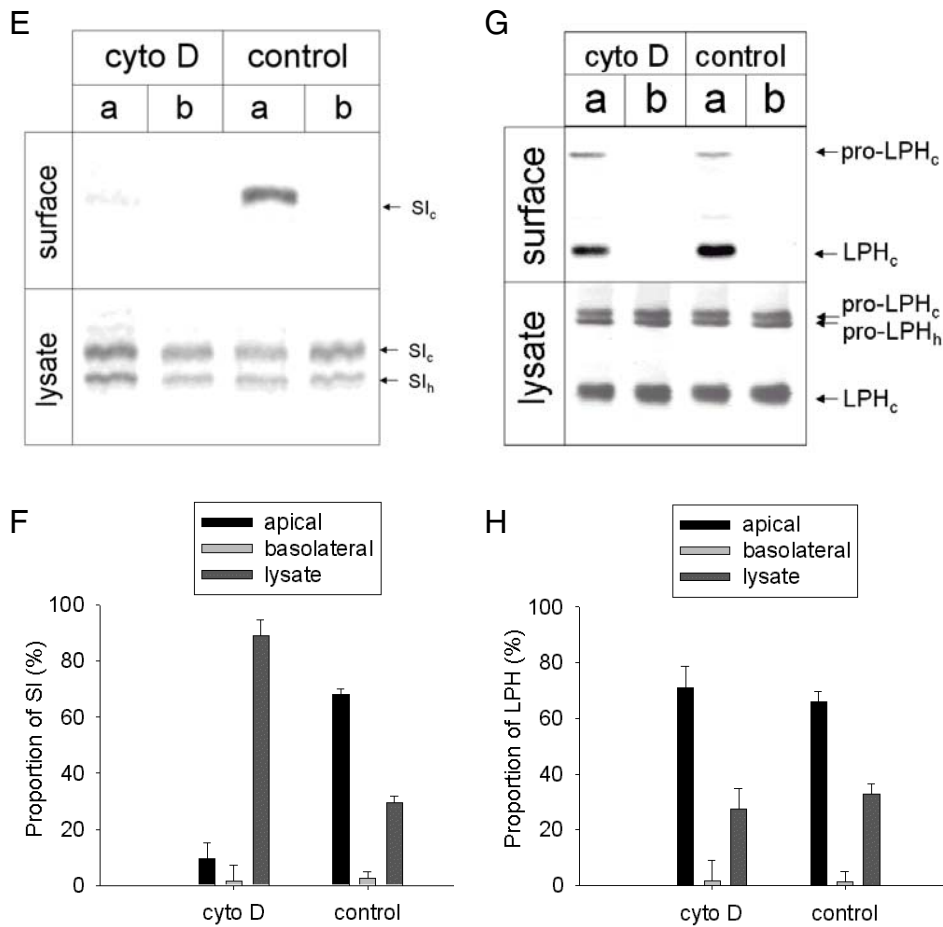 E
cyto D control
a b a b
surface
SIc
lysate
SIc
SIh
G
cyto D control
a b a b
surface
pro-LPHc
LPHc
lysate
pro-LPHc
pro-LPHh
LPHc
F
apical
basolateral
lysate
Proportion of SI (%)
100
80
60
40
20
0
cyto D control
H
apical
basolateral
lysate
Proportion of LPH (%)
100
80
60
40
20
0
cyto D control